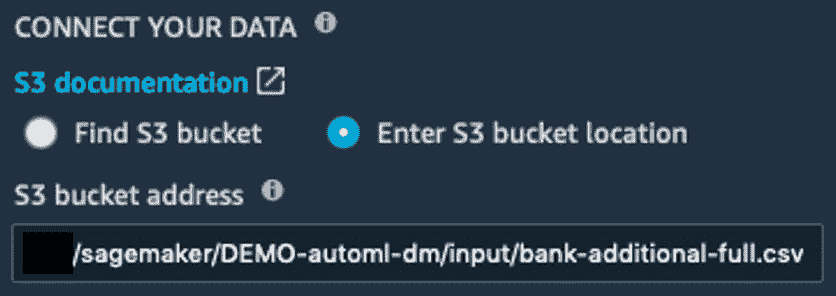 CONNECT YOUR DATA
S3 documentation
Find S3 bucket Enter S3 bucket location
S3 bucket address
/sagemaker/DEMO-automl-dm/input/bank-additional-full.csv